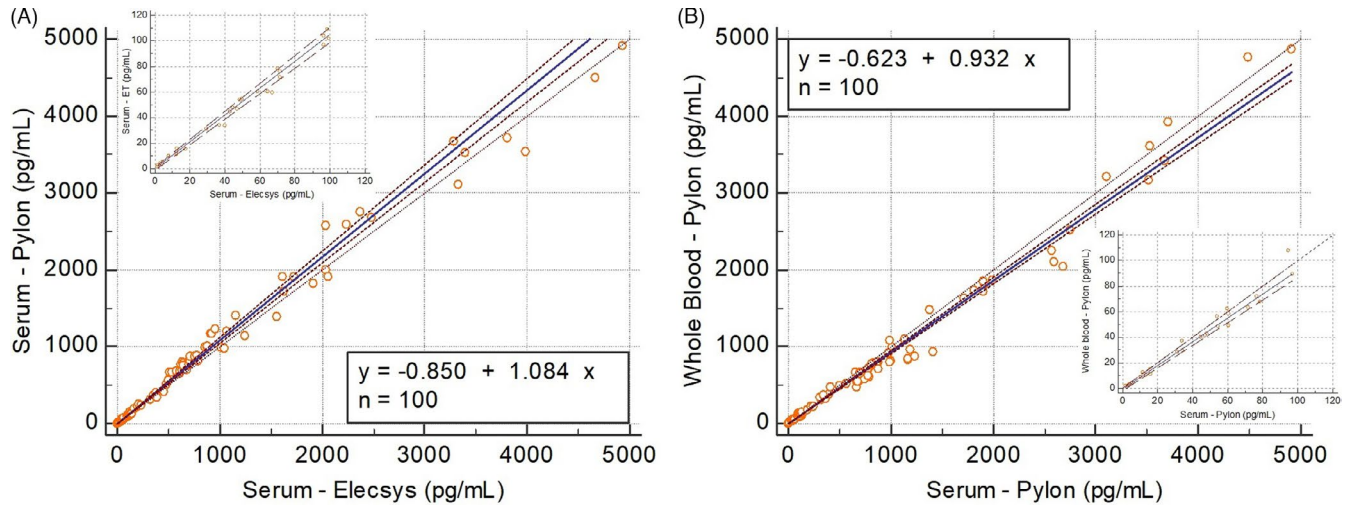 (A)
5000
4000
3000
2000
1000
0
Serum - Pylon (pg/mL)
0 1000 2000 3000 4000 5000
Serum - Elecsys (pg/mL)
y = -0.850 + 1.084 x
n = 100
120
100
80
60
40
20
0
Serum - ET (pg/mL)
0 20 40 60 80 100 120
Serum - Elecsys (pg/mL)
(B)
5000
4000
3000
2000
1000
0
Whole Blood - Pylon (pg/mL)
0 1000 2000 3000 4000 5000
Serum - Pylon (pg/mL)
y = -0.623 + 0.932 x
n = 100
120
100
80
60
40
20
0
Whole blood - Pylon (pg/mL)
0 20 40 60 80 100 120
Serum - Pylon (pg/mL)